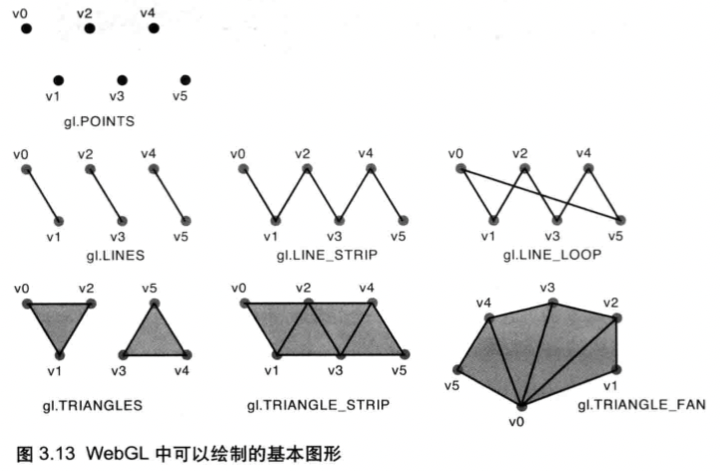 v0 v2 v4
v1 v3 v5
gl.POINTS
v0 v2 v4 v0 v2 v4 v0 v2 v4
v1 v3 v5 v1 v3 v5 v1 v3 v5
gl.LINES gl.LINE_STRIP gl.LINE_LOOP
v0 v2 v5 v0 v2 v4 v4 v3 v2
v1 v3 v4 v1 v3 v5 v5 v1
gl.TRIANGLES gl.TRIANGLE_STRIP gl.TRIANGLE_FAN
v0
图 3.13 WebGL 中可以绘制的基本图形